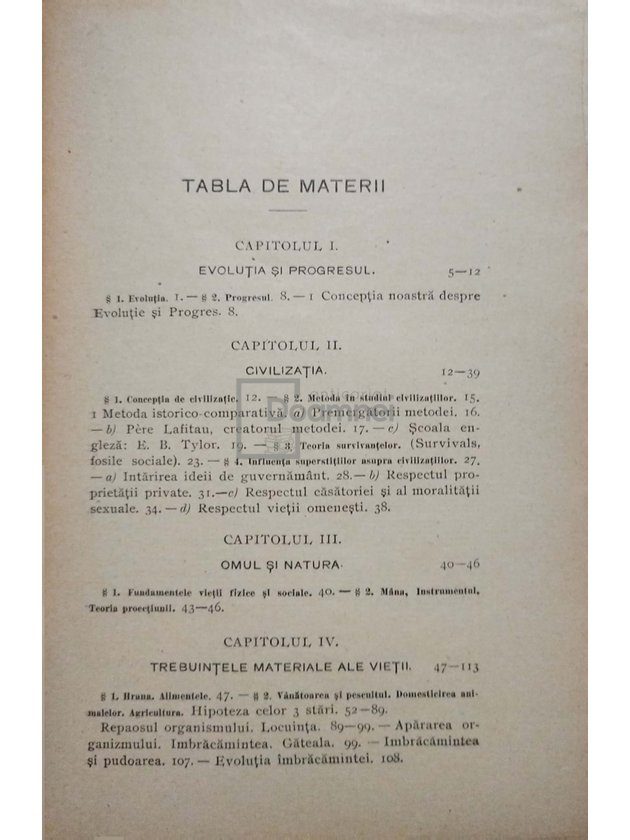 TABLA DE MATERII
CAPITOLUL I.
EVOLUȚIA ȘI PROGRESUL. 5—12
§ 1. Evoluția. 1. — § 2. Progresul. 8. — 1 Concepția noastră despre
Evoluție și Progres. 8.
CAPITOLUL II.
CIVILIZAȚIA. 12—39
§ 1. Concepția de civilizație. 12. — § 2. Metoda în studiul civilizațiilor. 15.
1 Metoda istorico-comparativă. a) Premergătorii metodei. 16.
— b) Père Lafitau, creatorul metodei. 17. — c) Școala en-
gleză: E. B. Tylor. 19. — § 3. Teoria survivanțelor. (Survivals,
fosile sociale). 23. — § 4. Influența superstițiilor asupra civilizațiilor. 27.
— a) Intărirea ideii de guvernământ. 28. — b) Respectul pro-
prietății private. 31. — c) Respectul căsătoriei și al moralității
sexuale. 34. — d) Respectul vieții omenești. 38.
CAPITOLUL III.
OMUL ȘI NATURA. 40—46
§ 1. Fundamentele vieții fizice și sociale. 40. — § 2. Mâna, Instrumentul,
Teoria proecțiunii. 43—46.
CAPITOLUL IV.
TREBUINȚELE MATERIALE ALE VIEȚII. 47—113
§ 1. Hrana. Alimentele. 47. — § 2. Vânătoarea și pescuitul. Domesticirea ani-
malelor. Agricultura. Hipoteza celor 3 stări. 52—89.
Repaosul organismului. Locuința. 89—99. — Apărarea or-
ganizmului. Imbrăcămintea. Găteala. 99. — Imbrăcămintea
și pudoarea. 107. — Evoluția îmbrăcămintei. 108.